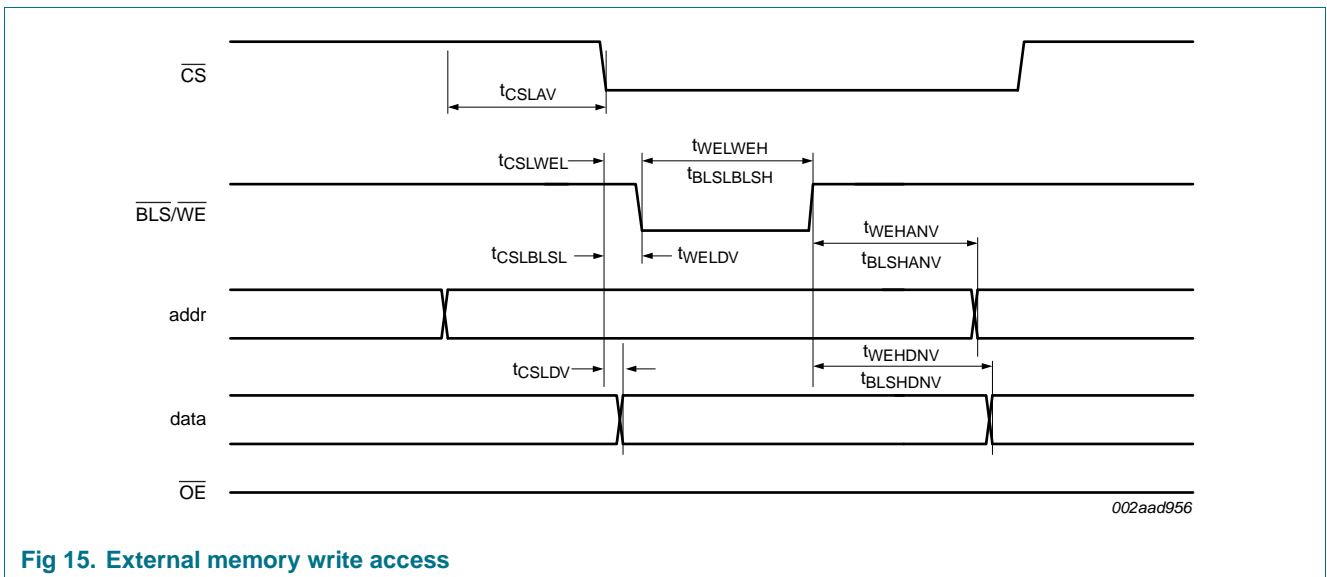 CS
tCSLAV
tCSLWEL
tWELWEH
tBLSLBLSH
BLS/WE
tCSLBLSL
tWELDV
tWEHANV
tBLSHANV
addr
tCSLDV
tWEHDNV
tBLSHDNV
data
OE
002aad956
Fig 15. External memory write access